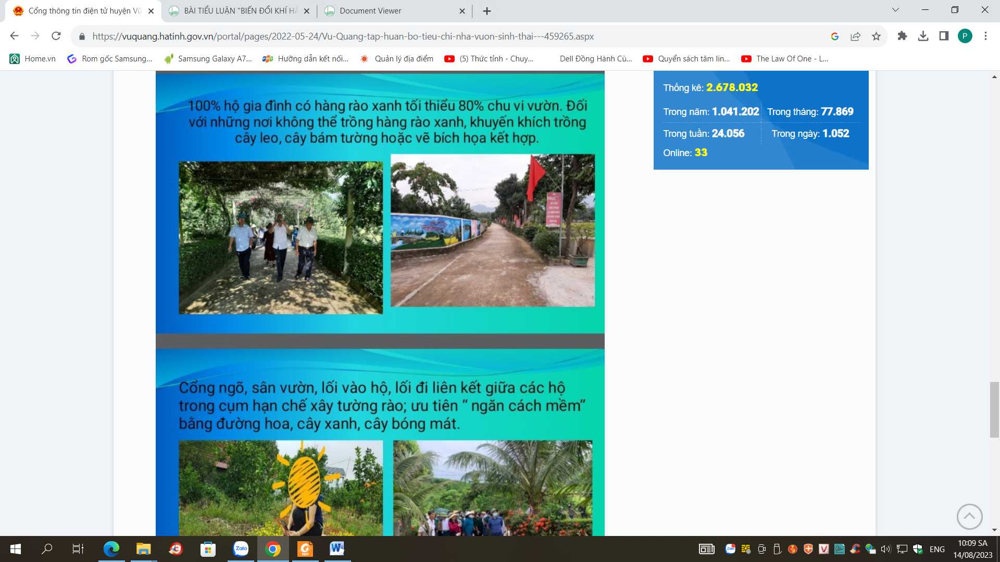 Cổng thông tin điện tử huyện Vũ
BÀI TIỂU LUẬN "BIẾN ĐỔI KHÍ HẬ
Document Viewer
https://vuquang.hatinh.gov.vn/portal/pages/2022-05-24/Vu-Quang-tap-huan-bo-tieu-chi-nha-vuon-sinh-thai---459265.aspx
P
Home.vn
Rom gốc Samsung...
Samsung Galaxy A7...
Hướng dẫn kết nối...
Quản lý địa điểm
(5) Thức tỉnh - Chuy...
Dell Đồng Hành Cù...
Quyển sách tâm lin...
The Law Of One - L...
100% hộ gia đình có hàng rào xanh tối thiểu 80% chu vi vườn. Đối
với những nơi không thể trồng hàng rào xanh, khuyến khích trồng
cây leo, cây bám tường hoặc vẽ bích họa kết hợp.
Thống kê: 2.678.032
Trong năm: 1.041.202 Trong tháng: 77.869
Trong tuần: 24.056 Trong ngày: 1.052
Online: 33
Cổng ngõ, sân vườn, lối vào hộ, lối đi liên kết giữa các hộ
trong cụm hạn chế xây tường rào; ưu tiên “ ngăn cách mềm”
bằng đường hoa, cây xanh, cây bóng mát.
Zalo
PDF
ENG
10:09 SA
14/08/2023